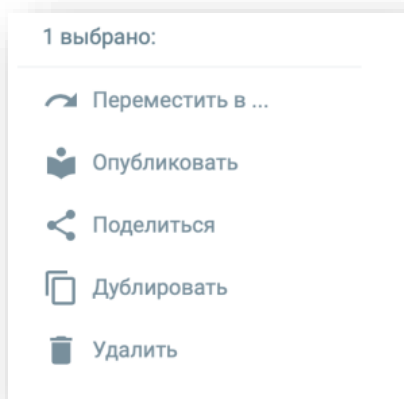 1 выбрано:
Переместить в ...
Опубликовать
Поделиться
Дублировать
Удалить